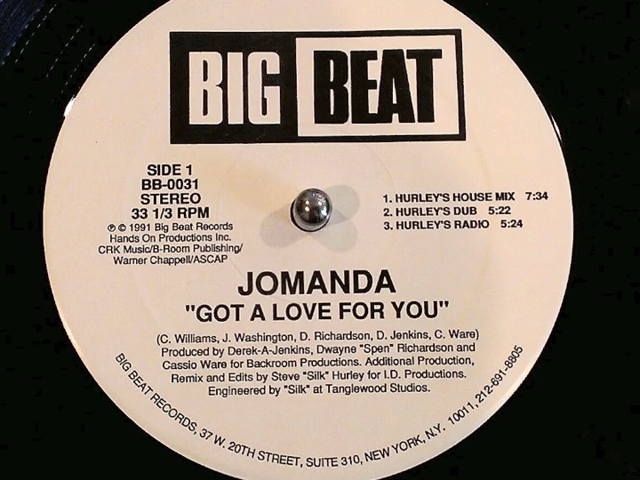 BIG BEAT
SIDE 1
BB-0031
STEREO
33 1/3 RPM
℗ © 1991 Big Beat Records
Hands On Productions Inc.
CRK Music/B-Room Publishing/
Warner Chappell/ASCAP
1. HURLEY'S HOUSE MIX 7:34
2. HURLEY'S DUB 5:22
3. HURLEY'S RADIO 5:24
JOMANDA
"GOT A LOVE FOR YOU"
(C. Williams, J. Washington, D. Richardson, D. Jenkins, C. Ware)
Produced by Derek-A-Jenkins, Dwayne "Spen" Richardson and
Cassio Ware for Backroom Productions. Additional Production,
Remix and Edits by Steve "Silk" Hurley for I.D. Productions.
Engineered by "Silk" at Tanglewood Studios.
BIG BEAT RECORDS, 37 W. 20TH STREET, SUITE 310, NEW YORK, N.Y. 10011, 212-691-8805